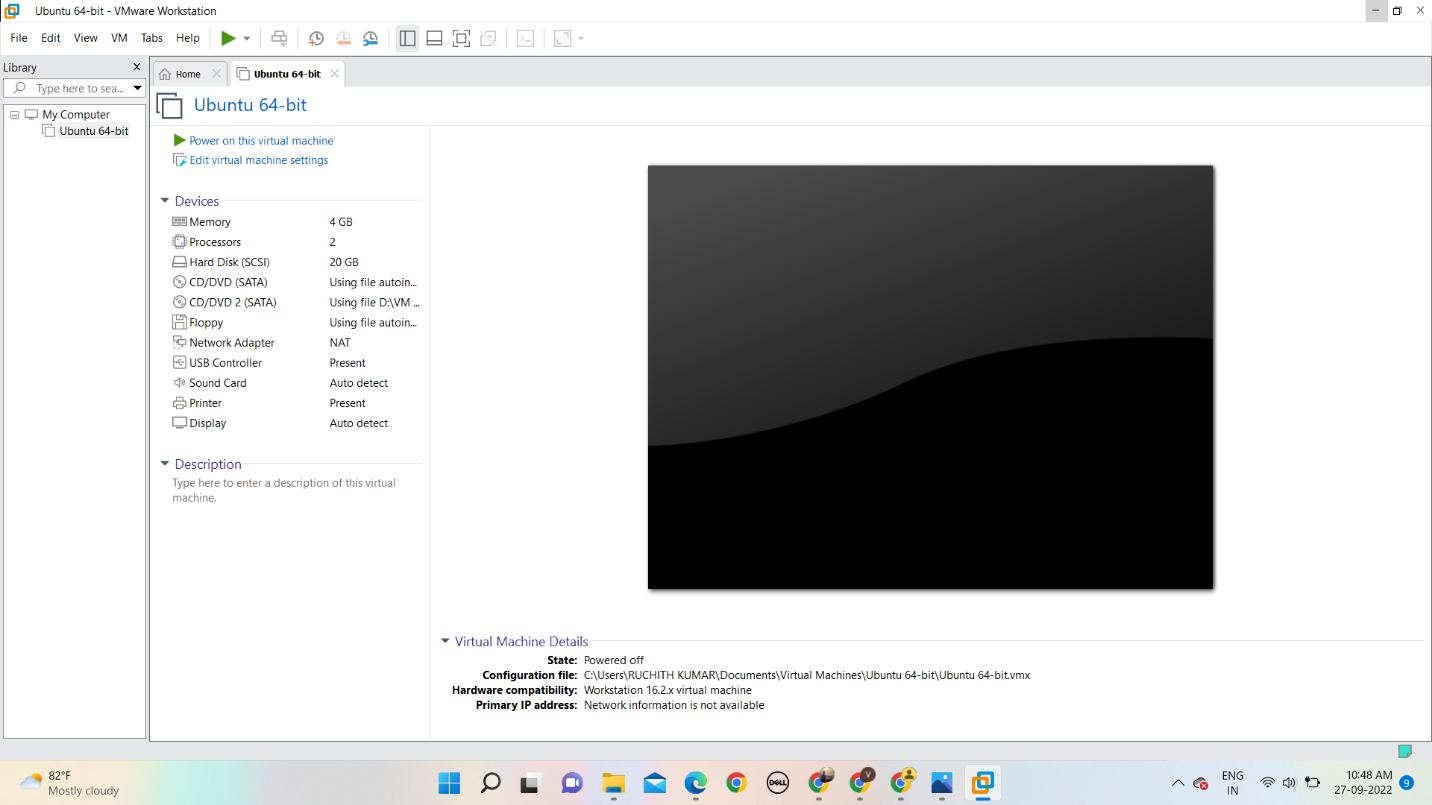 Ubuntu 64-bit - VMware Workstation
File Edit View VM Tabs Help
Library
Type here to sea...
My Computer
Ubuntu 64-bit
Home
Ubuntu 64-bit
Ubuntu 64-bit
Power on this virtual machine
Edit virtual machine settings
Devices
Memory 4 GB
Processors 2
Hard Disk (SCSI) 20 GB
CD/DVD (SATA) Using file autoin...
CD/DVD 2 (SATA) Using file D:\VM ...
Floppy Using file autoin...
Network Adapter NAT
USB Controller Present
Sound Card Auto detect
Printer Present
Display Auto detect
Description
Type here to enter a description of this virtual
machine.
Virtual Machine Details
State: Powered off
Configuration file: C:\Users\RUCHITH KUMAR\Documents\Virtual Machines\Ubuntu 64-bit\Ubuntu 64-bit.vmx
Hardware compatibility: Workstation 16.2.x virtual machine
Primary IP address: Network information is not available
82°F
Mostly cloudy
DELL
V
ENG
IN
10:48 AM
27-09-2022
9